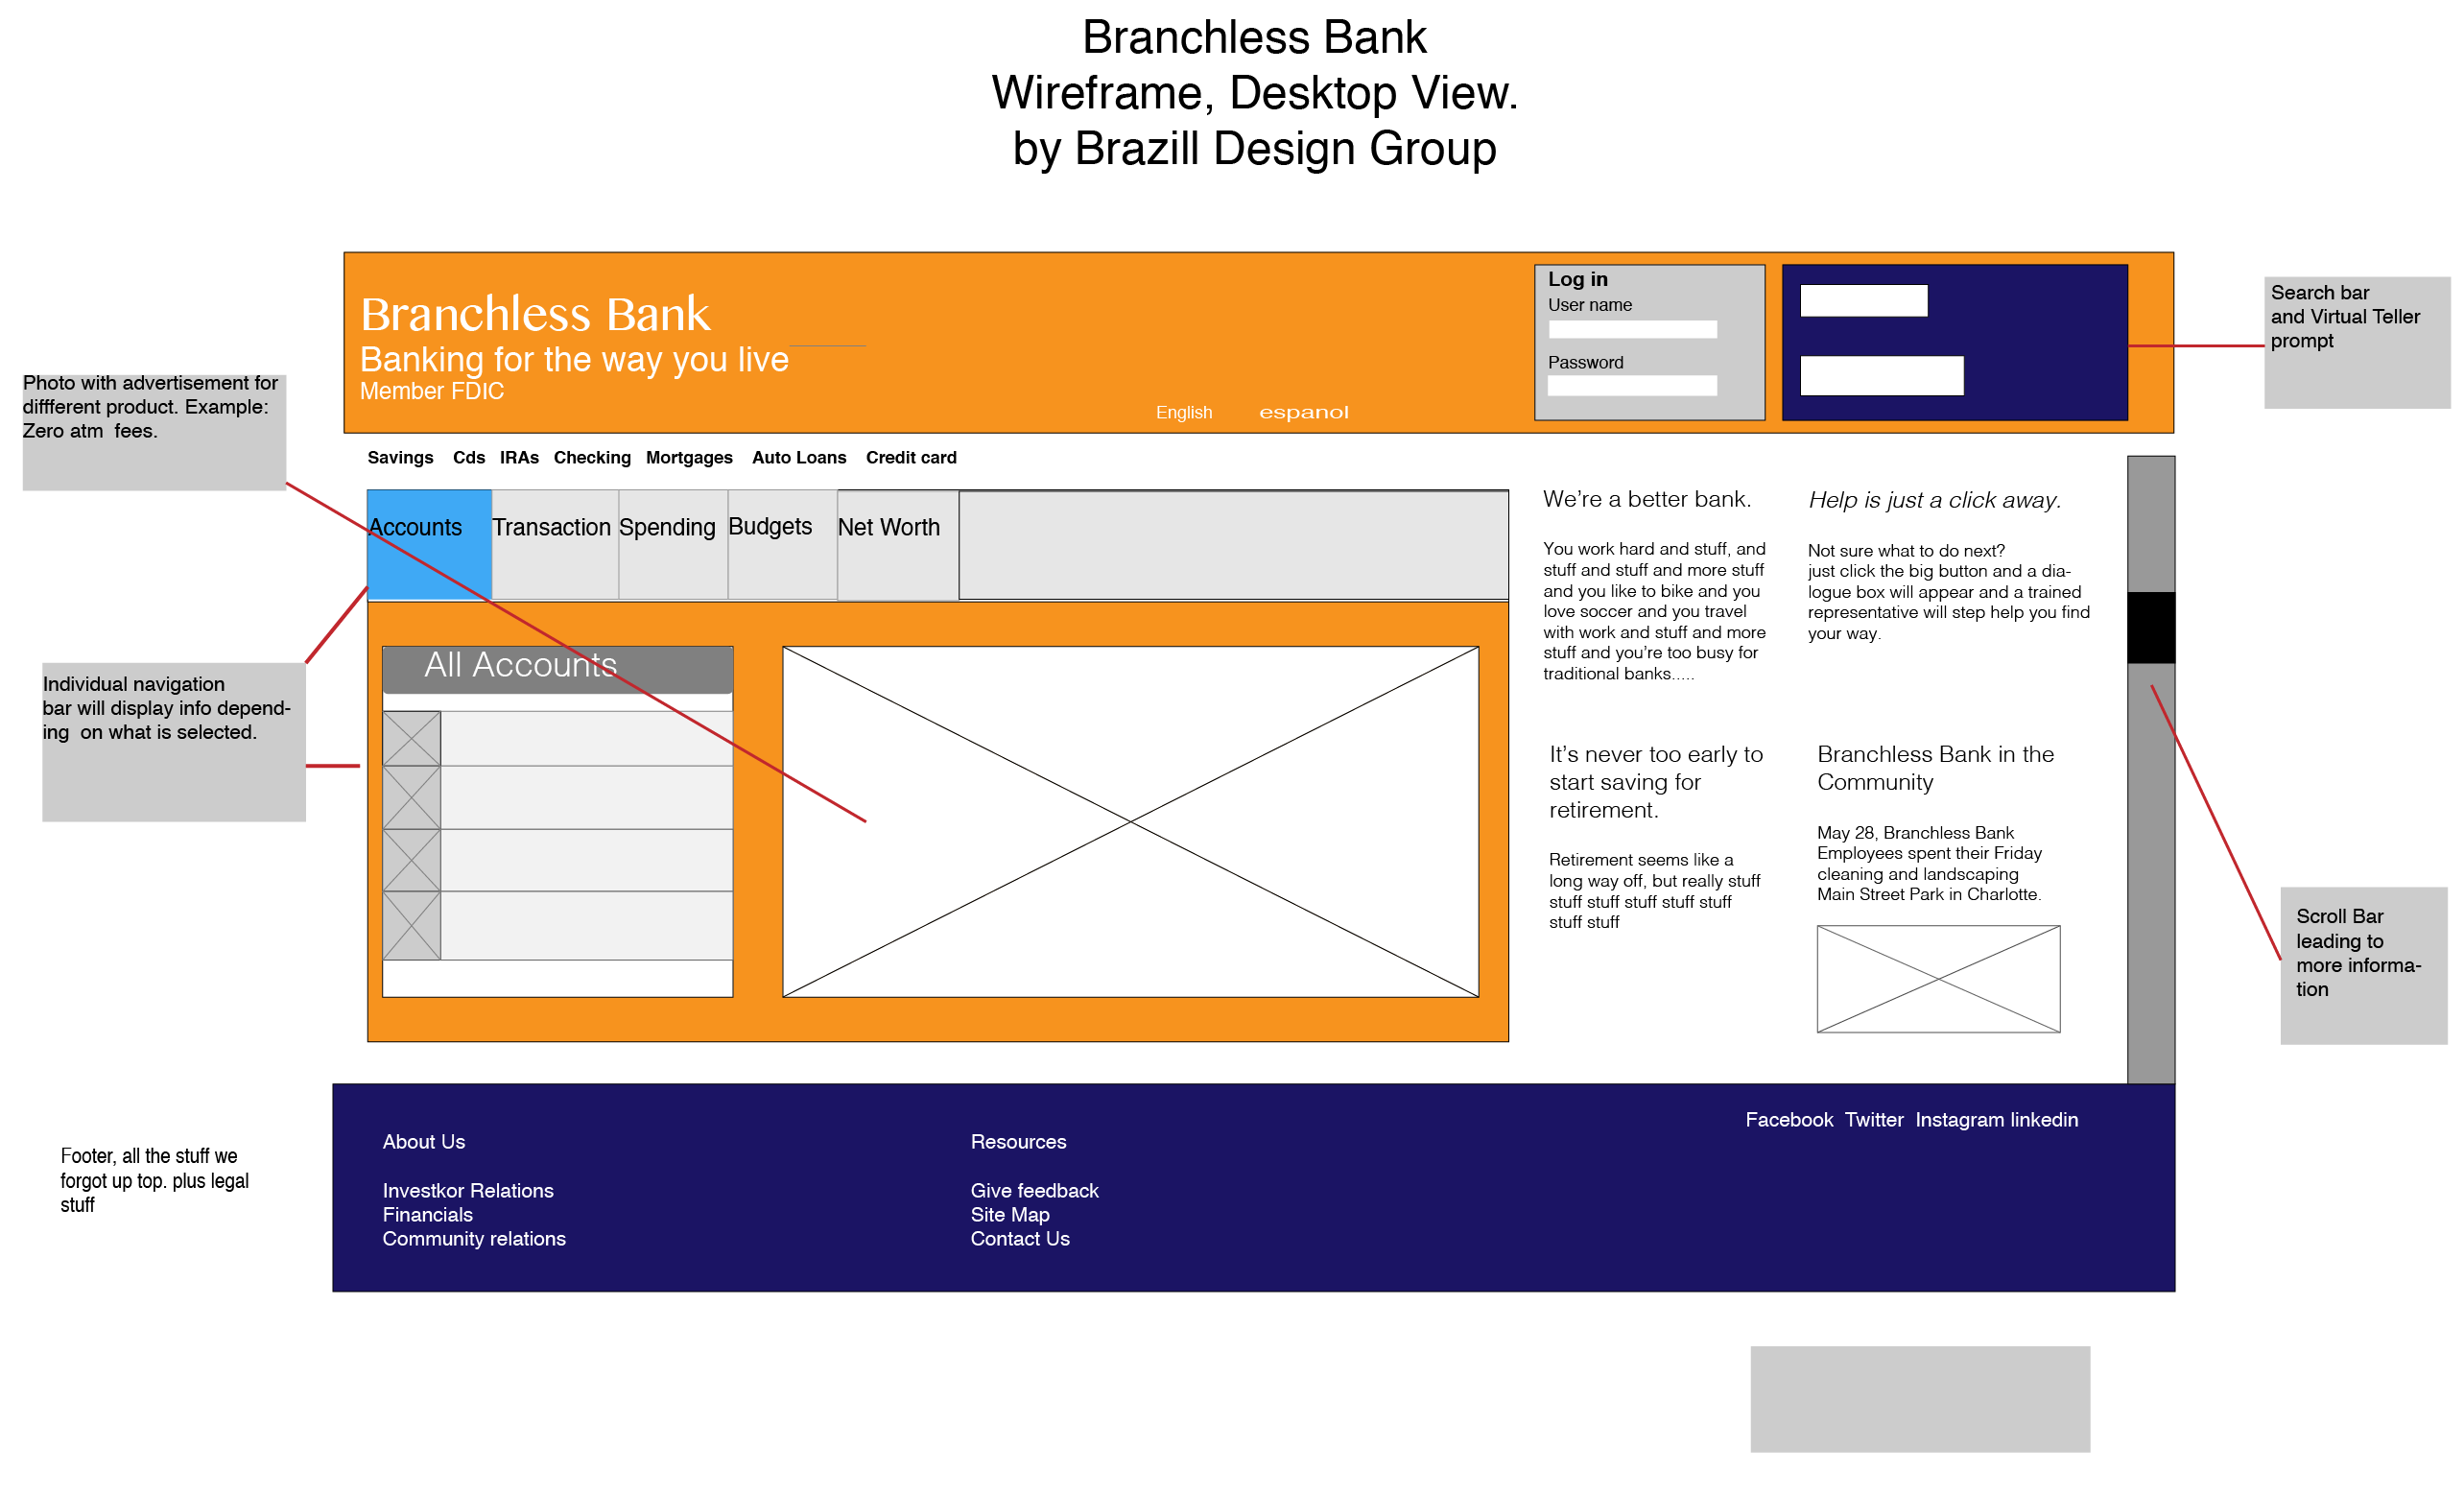 Branchless Bank
Wireframe, Desktop View.
by Brazill Design Group
Branchless Bank
Banking for the way you live
Member FDIC
English espanol
Log in
User name
Password
Search bar
and Virtual Teller
prompt
Photo with advertisement for
diffferent product. Example:
Zero atm  fees.
Savings Cds IRAs Checking Mortgages Auto Loans Credit card
Accounts Transaction Spending Budgets Net Worth
Individual navigation
bar will display info depend-
ing  on what is selected.
All Accounts
We're a better bank.
You work hard and stuff, and
stuff and stuff and more stuff
and you like to bike and you
love soccer and you travel
with work and stuff and more
stuff and you're too busy for
traditional banks.....
Help is just a click away.
Not sure what to do next?
just click the big button and a dia-
logue box will appear and a trained
representative will step help you find
your way.
It's never too early to
start saving for
retirement.
Retirement seems like a
long way off, but really stuff
stuff stuff stuff stuff stuff
stuff stuff
Branchless Bank in the
Community
May 28, Branchless Bank
Employees spent their Friday
cleaning and landscaping
Main Street Park in Charlotte.
Scroll Bar
leading to
more informa-
tion
Footer, all the stuff we
forgot up top. plus legal
stuff
About Us
Investkor Relations
Financials
Community relations
Resources
Give feedback
Site Map
Contact Us
Facebook  Twitter  Instagram linkedin